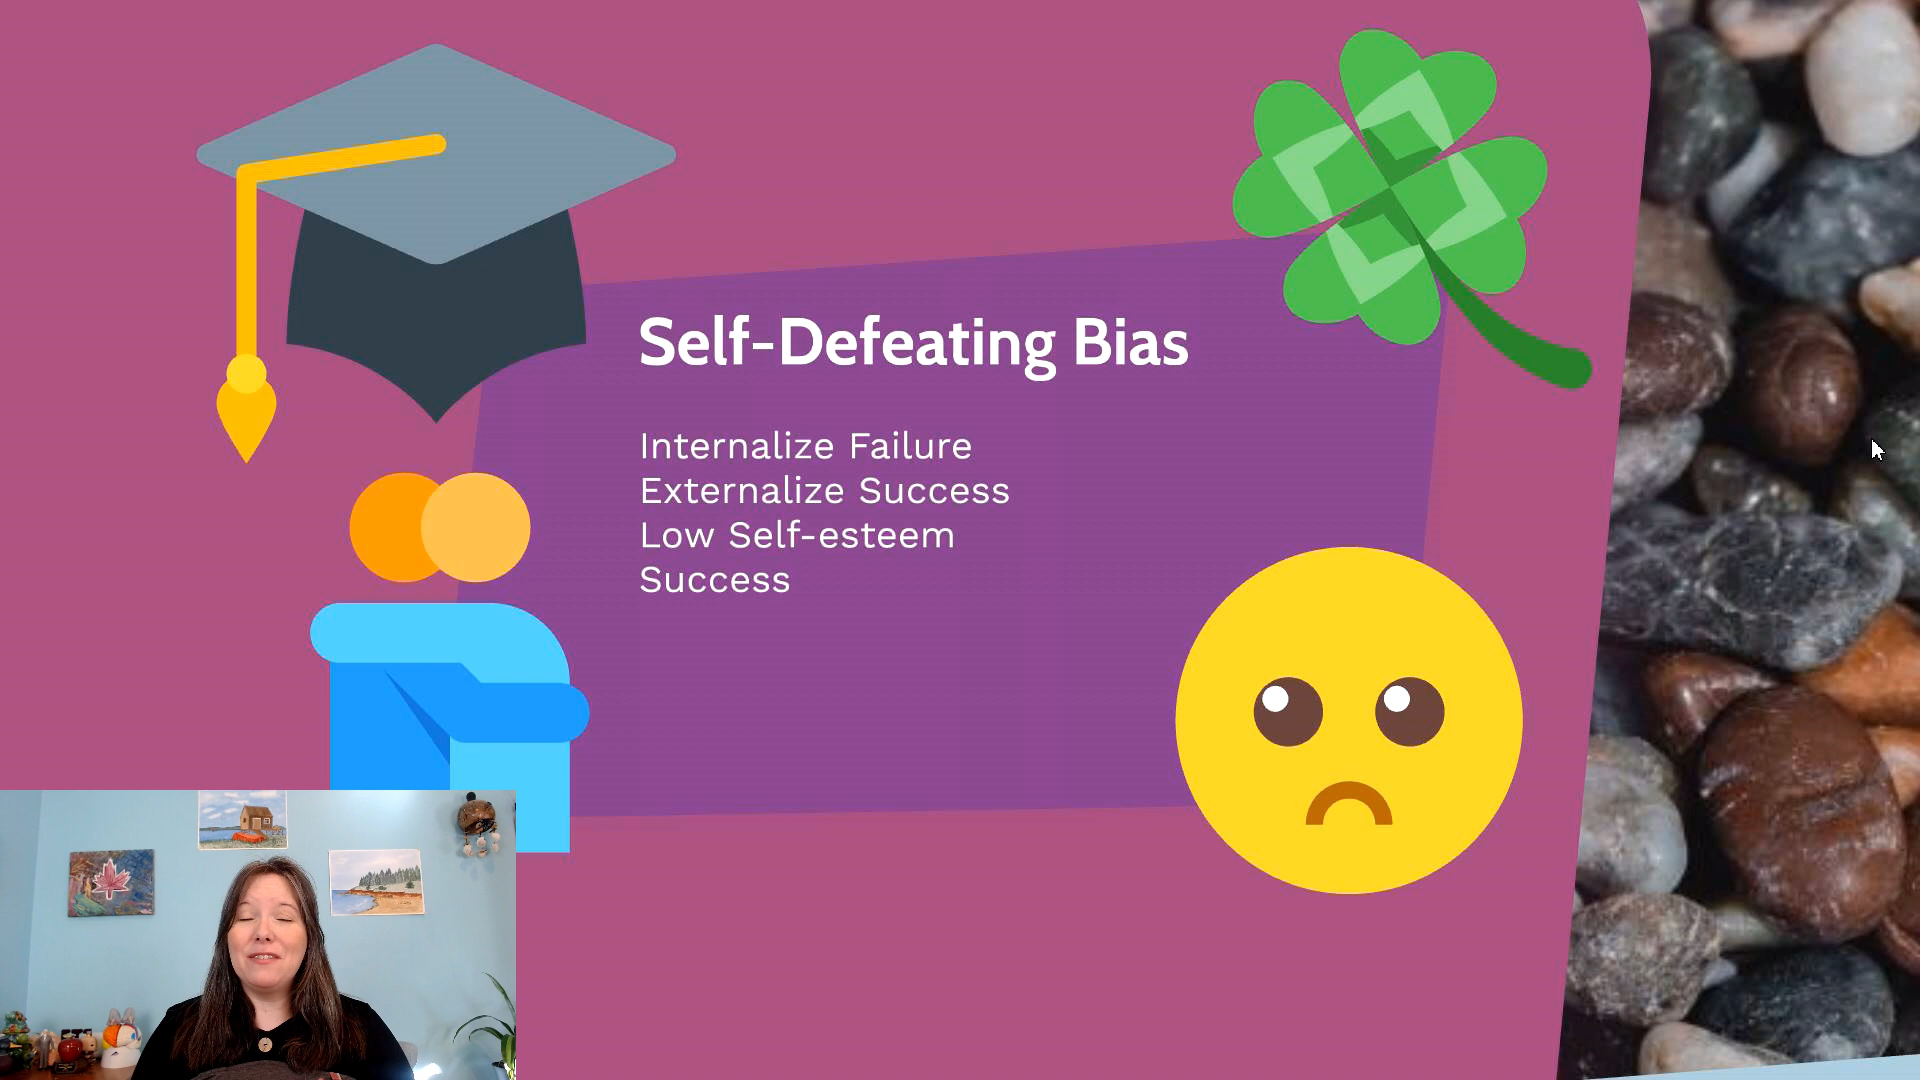 Self-Defeating Bias
Internalize Failure
Externalize Success
Low Self-esteem
Success